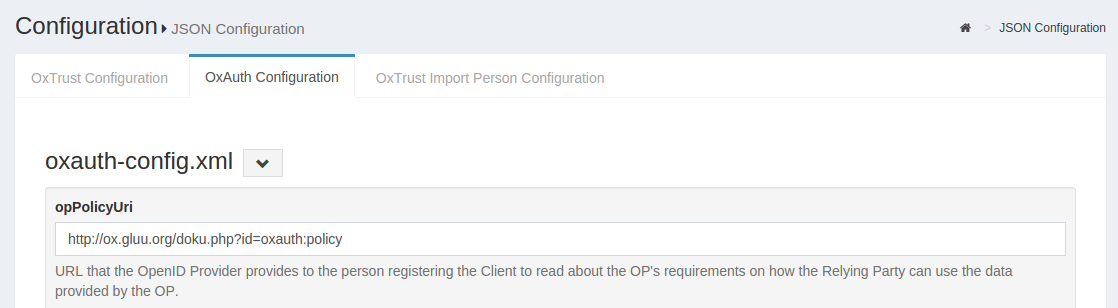 Configuration JSON Configuration > JSON Configuration
OxTrust Configuration OxAuth Configuration OxTrust Import Person Configuration
oxauth-config.xml
opPolicyUri
http://ox.gluu.org/doku.php?id=oxauth:policy
URL that the OpenID Provider provides to the person registering the Client to read about the OP's requirements on how the Relying Party can use the data
provided by the OP.